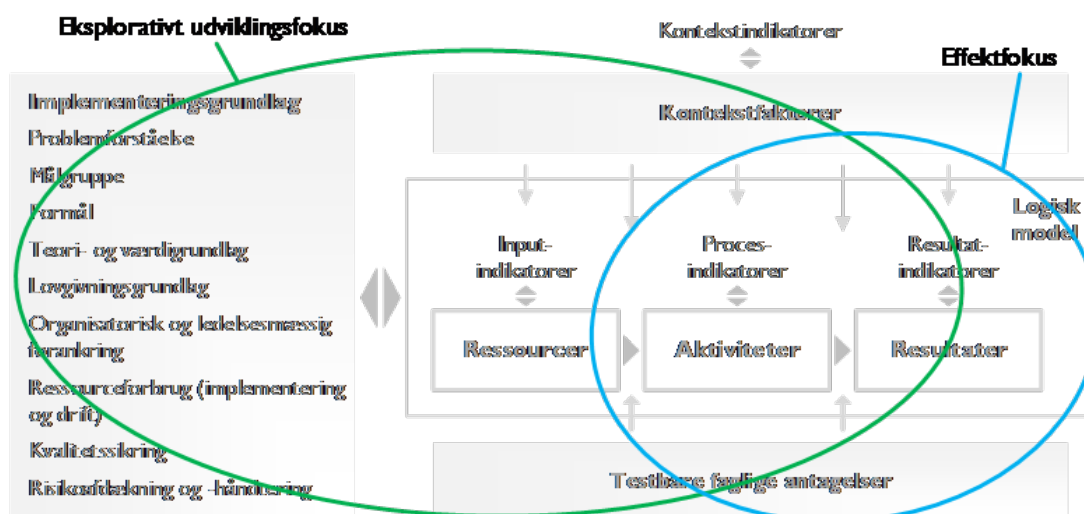 Eksplorativt udviklingsfokus
Kontekstindikatorer
Effektfokus
Implementeringsgrundlag
Problemforståelse
Målgruppe
Formål
Teori- og værdigrundlag
Lovgivningsgrundlag
Organisatorisk og ledelsesmæssig
forankring
Ressourceforbrug (implementering
og drift)
Kvalitetssikring
Risikoafdækning og -håndtering
Kontekstfaktorer
Logisk
model
Input-
indikatorer
Proces-
indikatorer
Resultat-
indikatorer
Ressourcer
Aktiviteter
Resultater
Testbare faglige antagelser